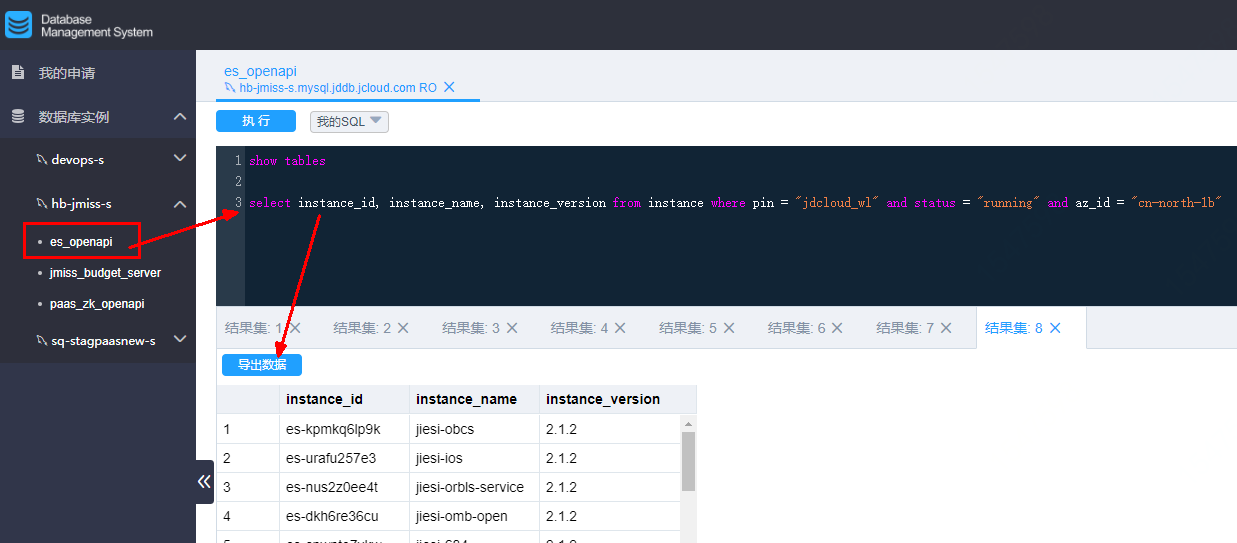 Database
Management System
我的申请
数据库实例
devops-s
hb-jmiss-s
es_openapi
jmiss_budget_server
paas_zk_openapi
sq-stagpaasnew-s
es_openapi
hb-jmiss-s.mysql.jddb.jcloud.com RO
执 行
我的SQL
1 show tables
2
3 select instance_id, instance_name, instance_version from instance where pin = "jdcloud_wl" and status = "running" and az_id = "cn-north-1b"
结果集: 1 结果集: 2 结果集: 3 结果集: 4 结果集: 5 结果集: 6 结果集: 7 结果集: 8
导出数据
instance_id instance_name instance_version
1 es-kpmkq6lp9k jiesi-obcs 2.1.2
2 es-urafu257e3 jiesi-ios 2.1.2
3 es-nus2z0ee4t jiesi-orbls-service 2.1.2
4 es-dkh6re36cu jiesi-omb-open 2.1.2